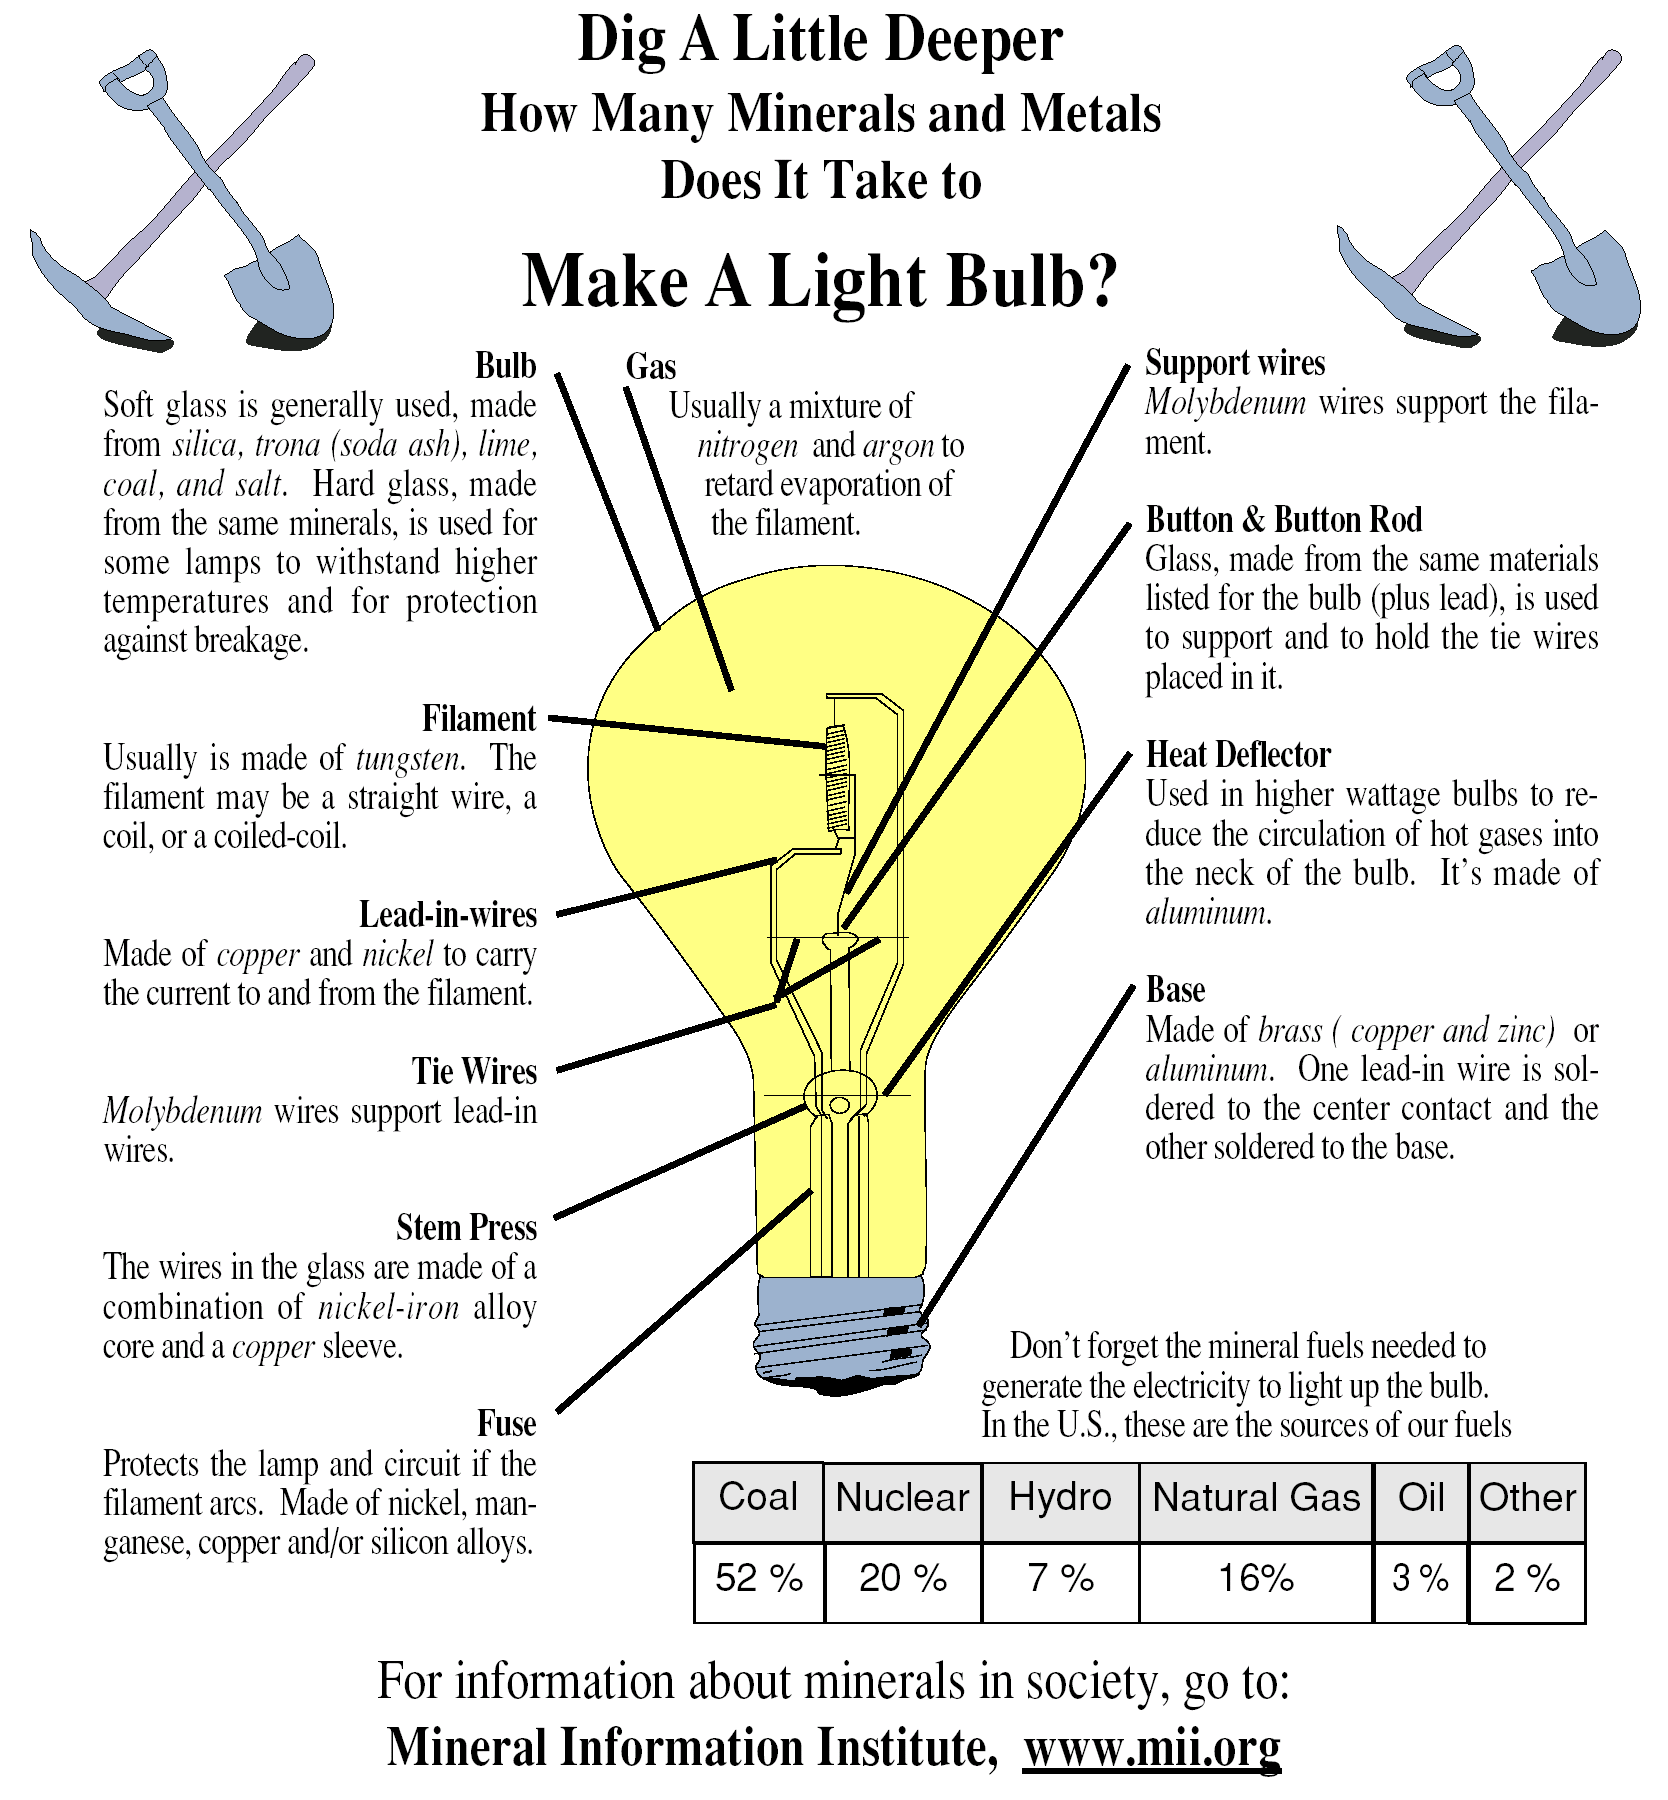 Dig A Little Deeper
How Many Minerals and Metals
Does It Take to
Make A Light Bulb?
Bulb
Soft glass is generally used, made
from silica, trona (soda ash), lime,
coal, and salt. Hard glass, made
from the same minerals, is used for
some lamps to withstand higher
temperatures and for protection
against breakage.
Gas
Usually a mixture of
nitrogen and argon to
retard evaporation of
the filament.
Filament
Usually is made of tungsten. The
filament may be a straight wire, a
coil, or a coiled-coil.
Lead-in-wires
Made of copper and nickel to carry
the current to and from the filament.
Tie Wires
Molybdenum wires support lead-in
wires.
Stem Press
The wires in the glass are made of a
combination of nickel-iron alloy
core and a copper sleeve.
Fuse
Protects the lamp and circuit if the
filament arcs. Made of nickel, man-
ganese, copper and/or silicon alloys.
Support wires
Molybdenum wires support the fila-
ment.
Button & Button Rod
Glass, made from the same materials
listed for the bulb (plus lead), is used
to support and to hold the tie wires
placed in it.
Heat Deflector
Used in higher wattage bulbs to re-
duce the circulation of hot gases into
the neck of the bulb. It's made of
aluminum.
Base
Made of brass ( copper and zinc) or
aluminum. One lead-in wire is sol-
dered to the center contact and the
other soldered to the base.
Don't forget the mineral fuels needed to
generate the electricity to light up the bulb.
In the U.S., these are the sources of our fuels
Coal Nuclear Hydro Natural Gas Oil Other
52 % 20 % 7 % 16% 3 % 2 %
For information about minerals in society, go to:
Mineral Information Institute, www.mii.org